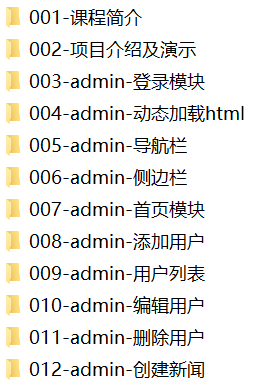 001-课程简介
002-项目介绍及演示
003-admin-登录模块
004-admin-动态加载html
005-admin-导航栏
006-admin-侧边栏
007-admin-首页模块
008-admin-添加用户
009-admin-用户列表
010-admin-编辑用户
011-admin-删除用户
012-admin-创建新闻